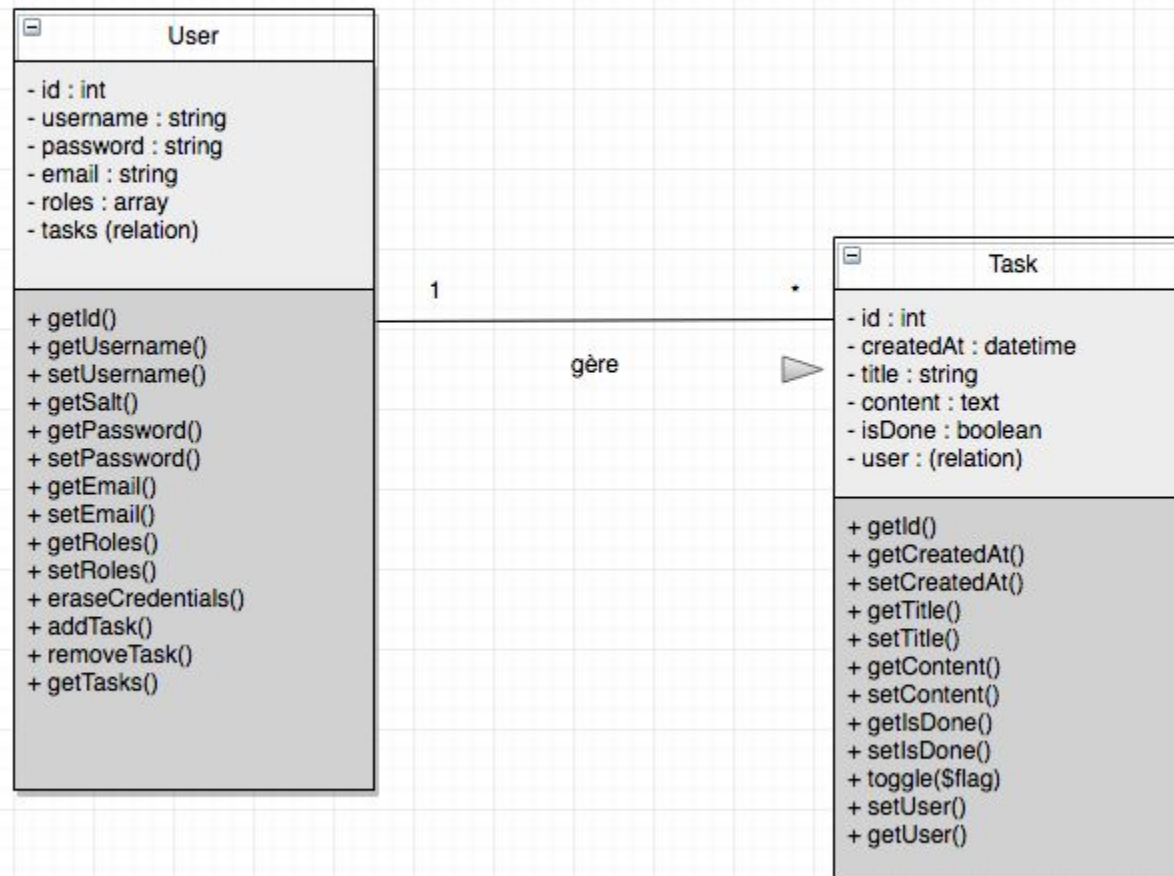 User
- id : int
- username : string
- password : string
- email : string
- roles : array
- tasks (relation)
+ getId()
+ getUsername()
+ setUsername()
+ getSalt()
+ getPassword()
+ setPassword()
+ getEmail()
+ setEmail()
+ getRoles()
+ setRoles()
+ eraseCredentials()
+ addTask()
+ removeTask()
+ getTasks()
1
*
gère
Task
- id : int
- createdAt : datetime
- title : string
- content : text
- isDone : boolean
- user : (relation)
+ getId()
+ getCreatedAt()
+ setCreatedAt()
+ getTitle()
+ setTitle()
+ getContent()
+ setContent()
+ getIsDone()
+ setIsDone()
+ toggle($flag)
+ setUser()
+ getUser()